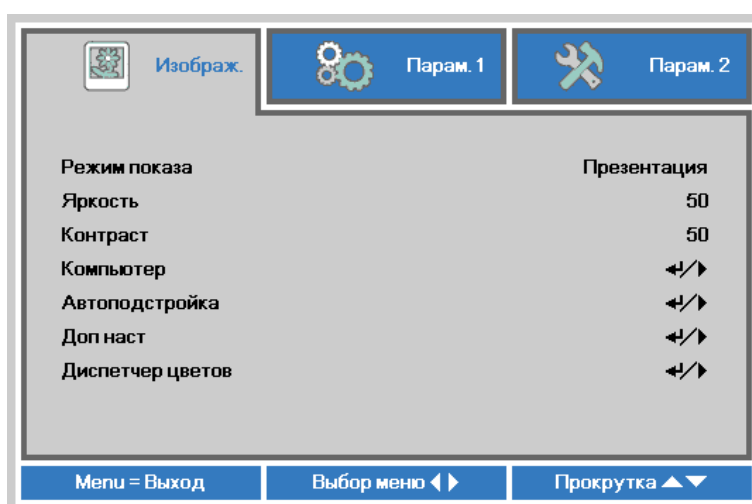 Изображ. Парам. 1 Парам. 2
Режим показа Презентация
Яркость 50
Контраст 50
Компьютер
Автоподстройка
Доп наст
Диспетчер цветов
Menu = Выход Выбор меню Прокрутка